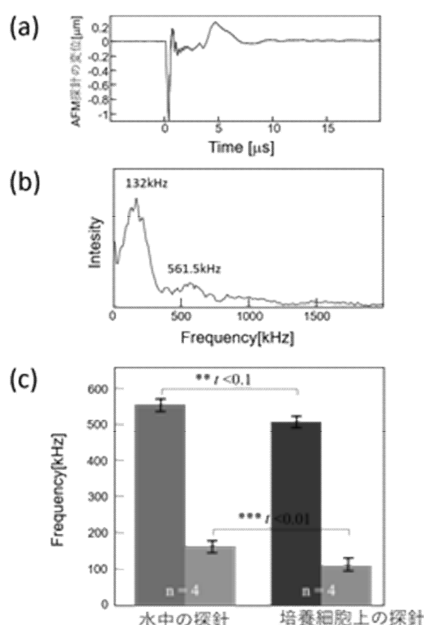 (a)
AFM探針の変位[μm]
0.2
0
-0.2
-0.4
-0.6
-0.8
-1
0
5
10
15
Time [μs]
(b)
132kHz
561.5kHz
Intesity
0
500
1000
1500
Frequency[kHz]
(c)
** t <0.1
*** t <0.01
Frequency[kHz]
600
500
400
300
200
100
0
n = 4
n = 4
水中の探針
培養細胞上の探針